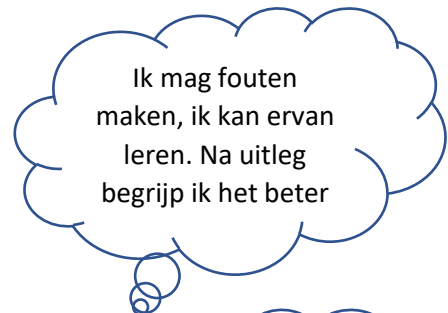 Ik mag fouten
maken, ik kan ervan
leren. Na uitleg
begrijp ik het beter